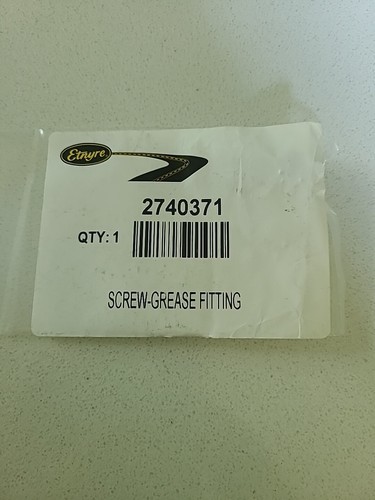 Etnyre
2740371
QTY: 1
SCREW-GREASE FITTING